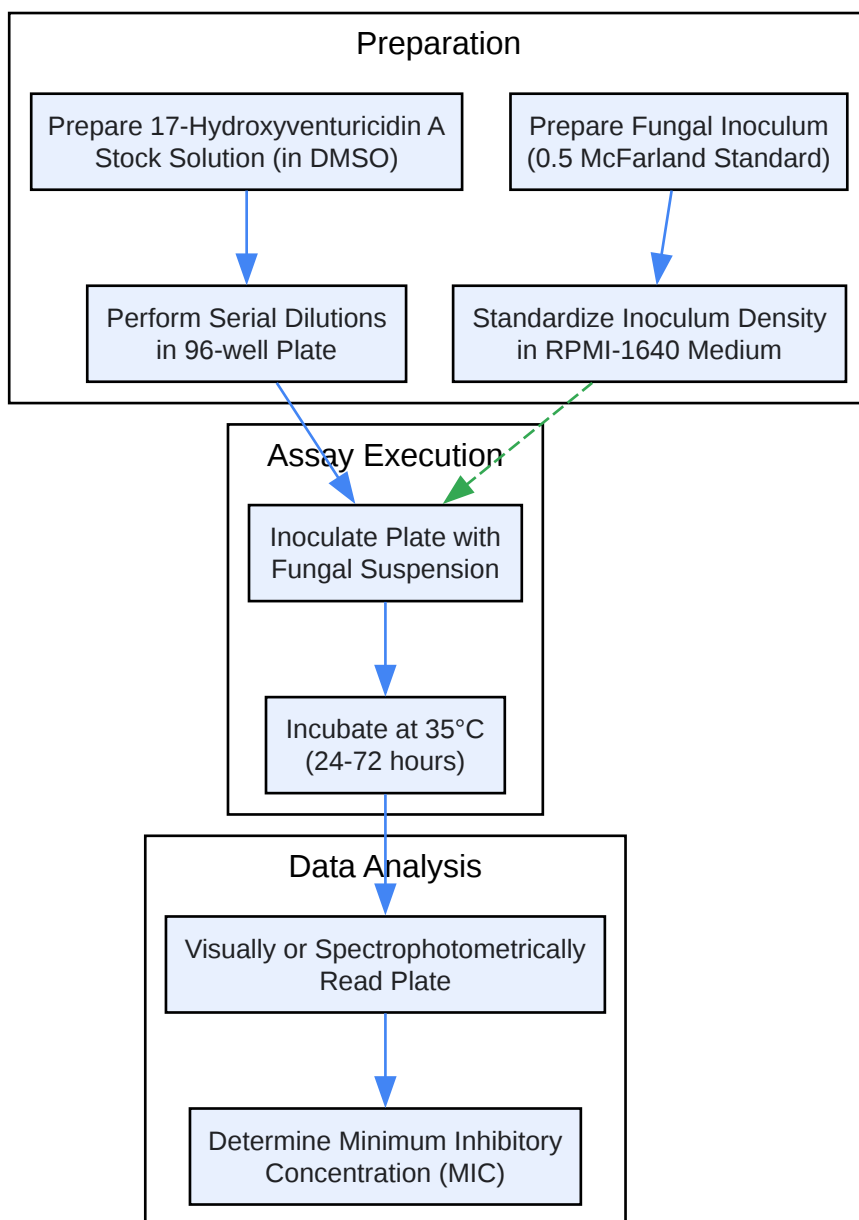 Preparation
Prepare 17-Hydroxyventuricidin A
Stock Solution (in DMSO)
Prepare Fungal Inoculum
(0.5 McFarland Standard)
Perform Serial Dilutions
in 96-well Plate
Standardize Inoculum Density
in RPMI-1640 Medium
Assay Execution
Inoculate Plate with
Fungal Suspension
Incubate at 35°C
(24-72 hours)
Data Analysis
Visually or Spectrophotometrically
Read Plate
Determine Minimum Inhibitory
Concentration (MIC)